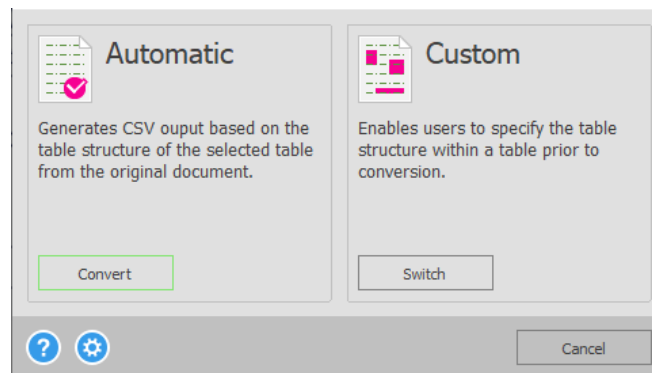 Automatic
Generates CSV ouput based on the
table structure of the selected table
from the original document.
Convert
Custom
Enables users to specify the table
structure within a table prior to
conversion.
Switch
?
Cancel